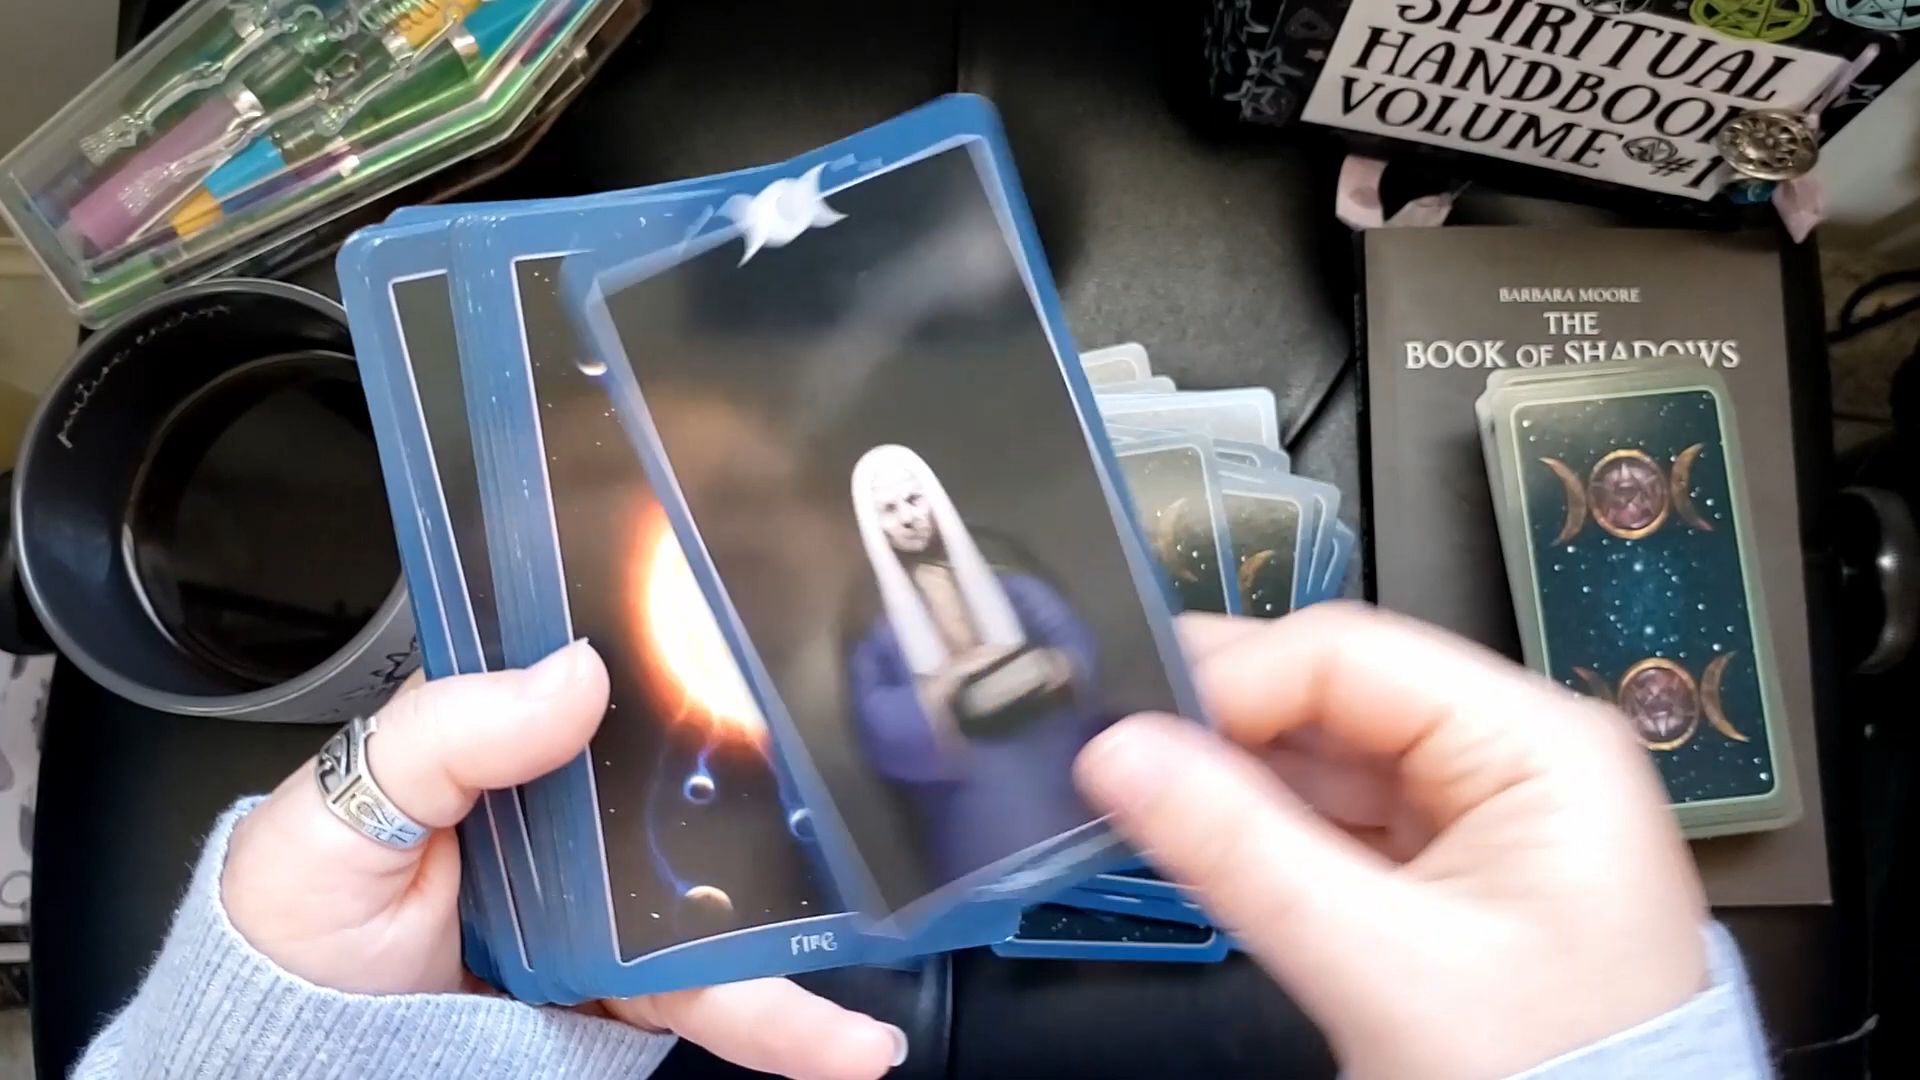 SPIRITUAL
HANDBOOK
VOLUME #1
BARBARA MOORE
THE
BOOK OF SHADOWS
FIRE